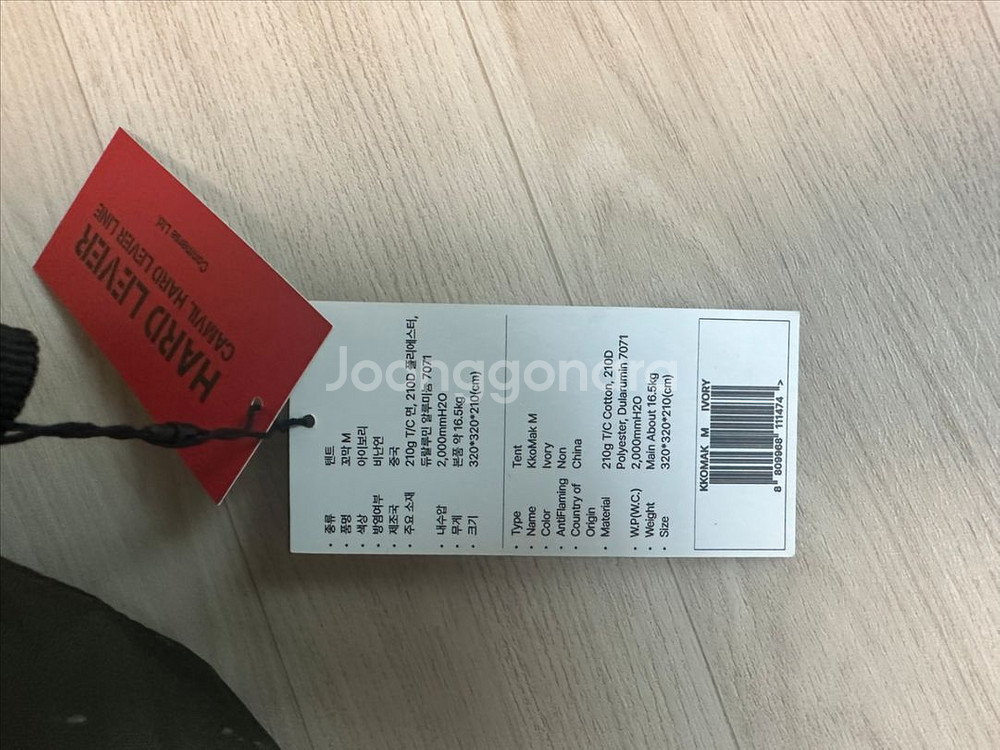 HARD LEVER
CAMVIL HARD LEVER LINE
Commerse Ltd.
• 종류 텐트
• 품명 꼬막 M
• 색상 아이보리
• 방염여부 비난연
• 제조국 중국
• 주요 소재 210g T/C 면, 210D 폴리에스터,
듀랄루민 알루미늄 7071
• 내수압 2,000mmH2O
• 무게 본품 약 16.5kg
• 크기 320*320*210(cm)
• Type Tent
• Name KkoMak M
• Color Ivory
• AntiFlaming Non
• Country of China
Origin
• Material 210g T/C Cotton, 210D
Polyester, Dularumin 7071
• W.P(W.C.) 2,000mmH2O
• Weight Main About 16.5kg
• Size 320*320*210(cm)
KKOMAK M IVORY
8 809968 111474 >
Joonggonara